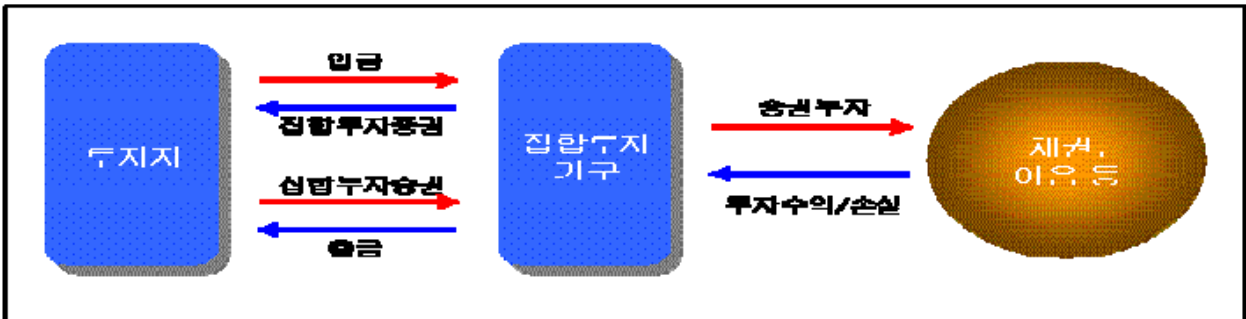 투자자
입금
집합투자증권
집합투자증권
출금
집합투자
기구
증권투자
투자수익/손실
채권,
어음 등